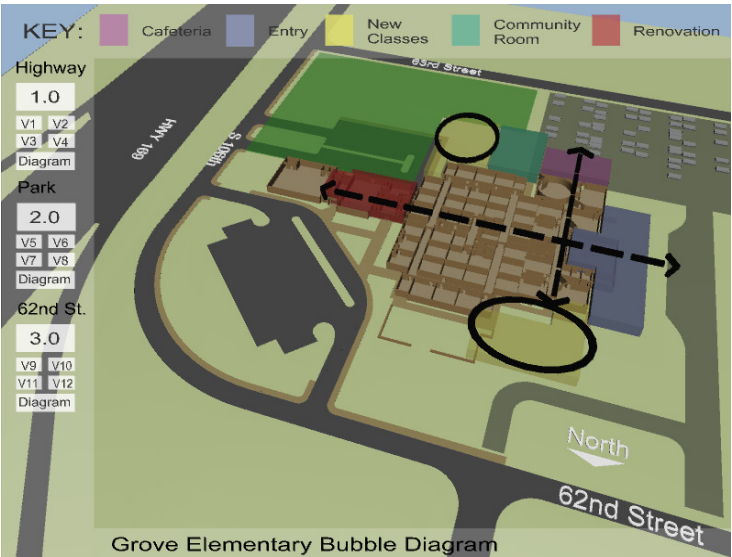 KEY:
Cafeteria
Entry
New
Classes
Community
Room
Renovation
Highway
1.0
V1 V2
V3 V4
Diagram
Park
2.0
V5 V6
V7 V8
Diagram
62nd St.
3.0
V9 V10
V11 V12
Diagram
63rd Street
HWY 169
S 106th
North
62nd Street
Grove Elementary Bubble Diagram